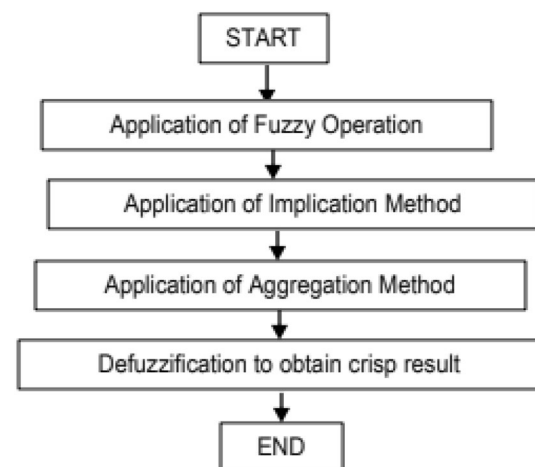 START
Application of Fuzzy Operation
Application of Implication Method
Application of Aggregation Method
Defuzzification to obtain crisp result
END